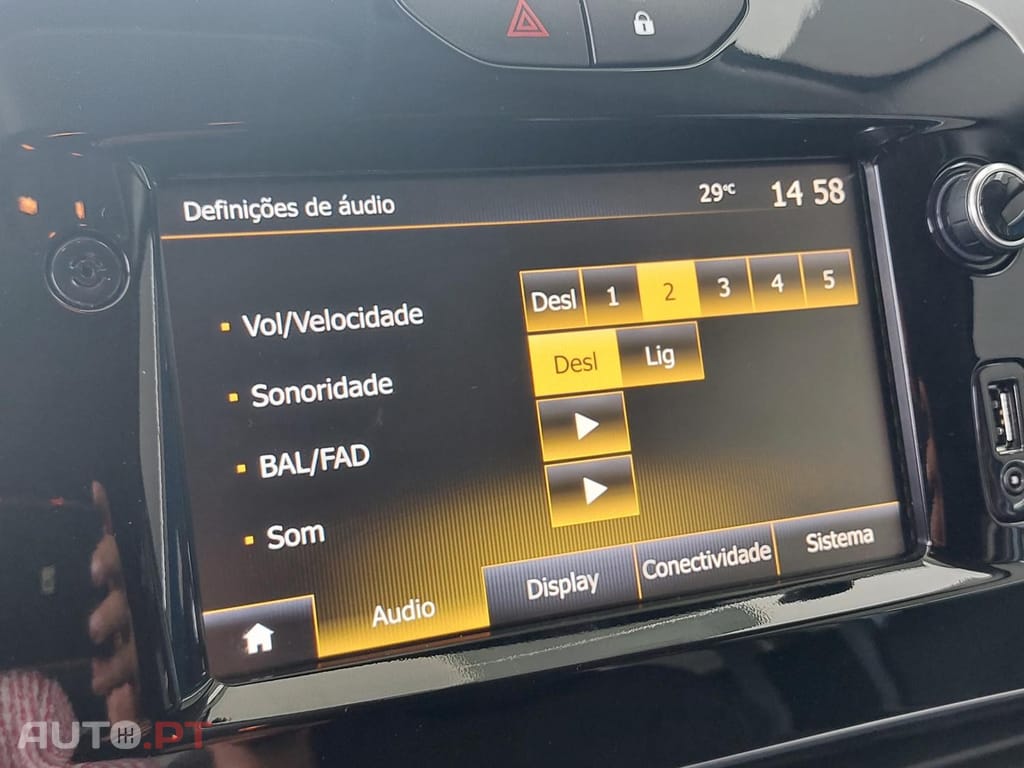 Definições de áudio 29°C 14 58
Vol/Velocidade Desl 1 2 3 4 5
Sonoridade Desl Lig
BAL/FAD
Som
Audio Display Conectividade Sistema
AUTO.PT